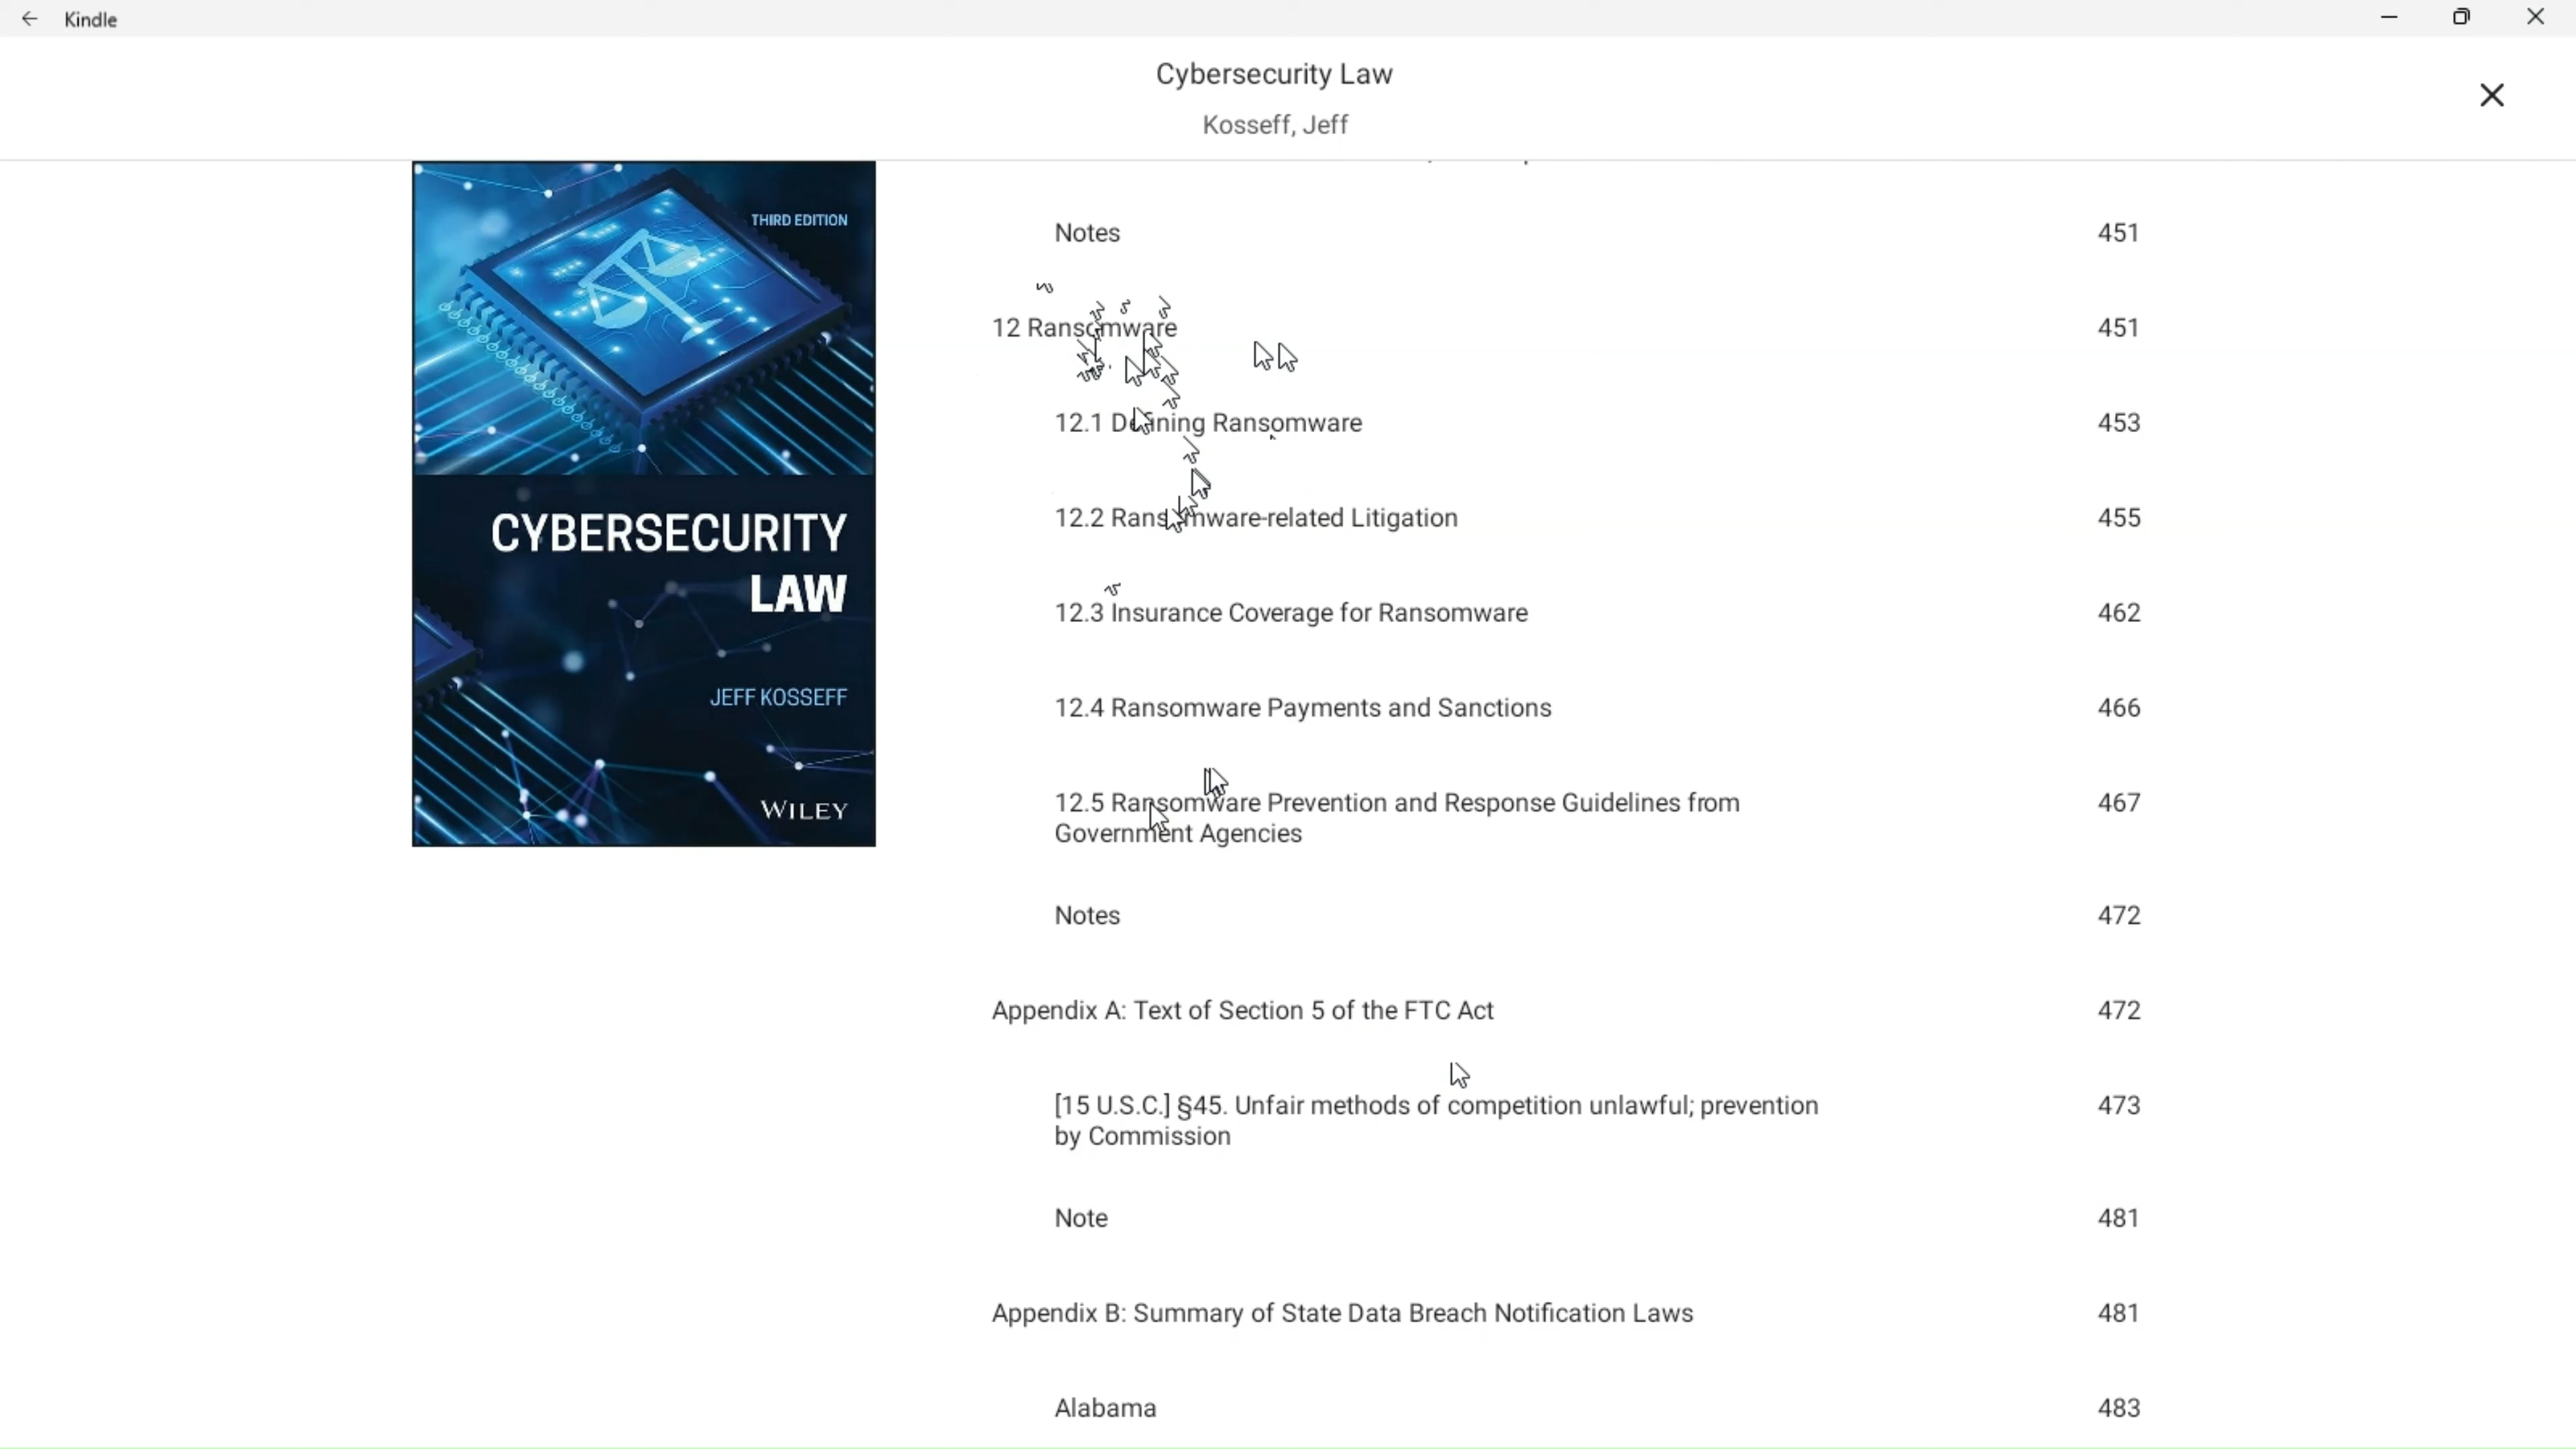 Kindle
Cybersecurity Law
Kosseff, Jeff
THIRD EDITION
CYBERSECURITY
LAW
JEFF KOSSEFF
WILEY
Notes 451
12 Ransomware 451
12.1 Defining Ransomware 453
12.2 Ransomware-related Litigation 455
12.3 Insurance Coverage for Ransomware 462
12.4 Ransomware Payments and Sanctions 466
12.5 Ransomware Prevention and Response Guidelines from 467
Government Agencies
Notes 472
Appendix A: Text of Section 5 of the FTC Act 472
[15 U.S.C.] §45. Unfair methods of competition unlawful; prevention 473
by Commission
Note 481
Appendix B: Summary of State Data Breach Notification Laws 481
Alabama 483